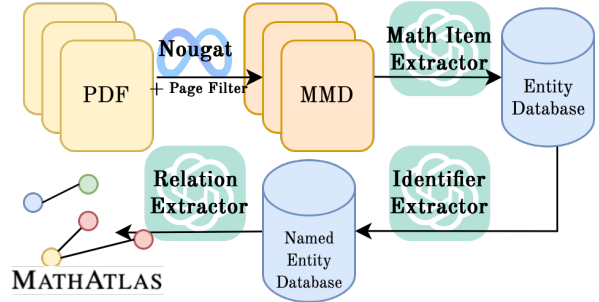 PDF
Nougat
+ Page Filter
MMD
Math Item
Extractor
Entity
Database
Identifier
Extractor
Named
Entity
Database
Relation
Extractor
MATHATLAS